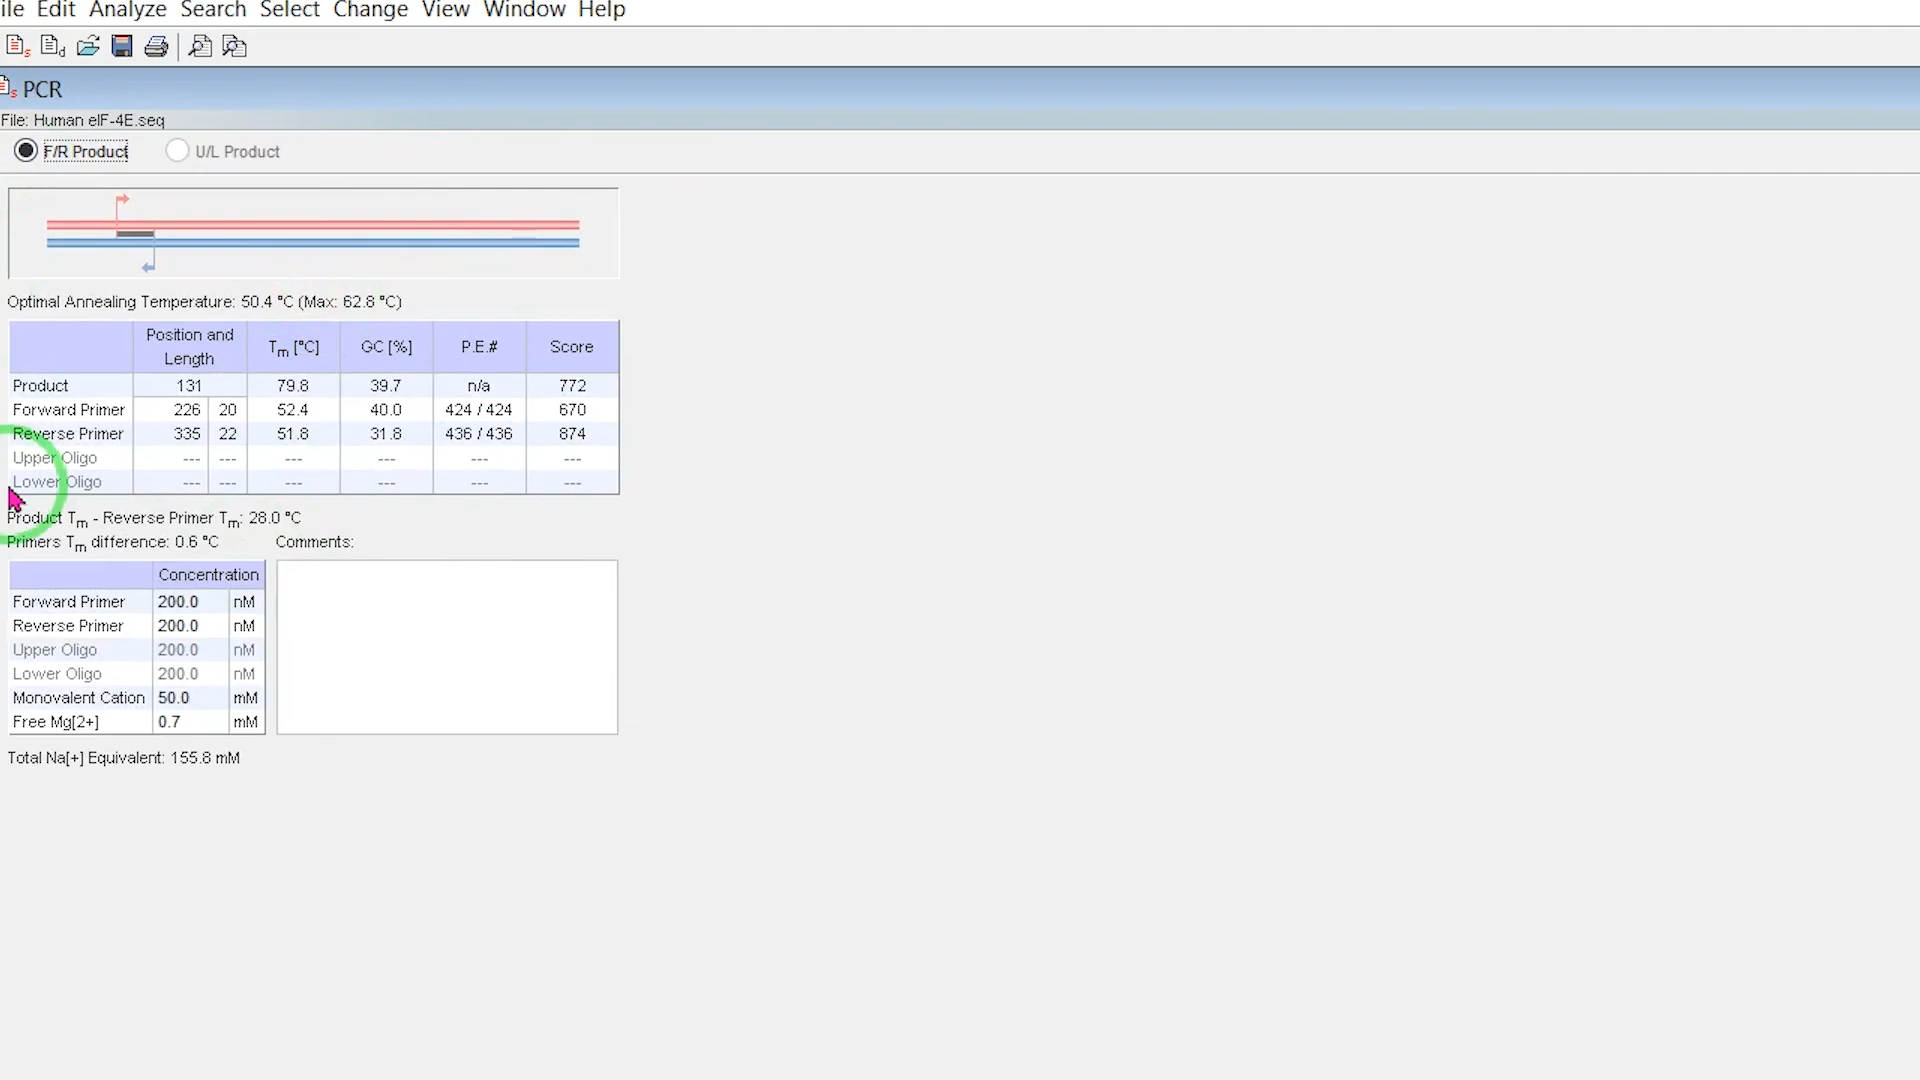 ile Edit Analyze Search Select Change View Window Help
PCR
File: Human eIF-4E.seq
F/R Product U/L Product
Optimal Annealing Temperature: 50.4 °C (Max: 62.8 °C)
Position and Length Tm [°C] GC [%] P.E.# Score
Product 131 79.8 39.7 n/a 772
Forward Primer 226 20 52.4 40.0 424 / 424 670
Reverse Primer 335 22 51.8 31.8 436 / 436 874
Upper Oligo --- --- --- --- --- ---
Lower Oligo --- --- --- --- --- ---
Product Tm - Reverse Primer Tm: 28.0 °C
Primers Tm difference: 0.6 °C Comments:
Concentration
Forward Primer 200.0 nM
Reverse Primer 200.0 nM
Upper Oligo 200.0 nM
Lower Oligo 200.0 nM
Monovalent Cation 50.0 mM
Free Mg[2+] 0.7 mM
Total Na[+] Equivalent: 155.8 mM